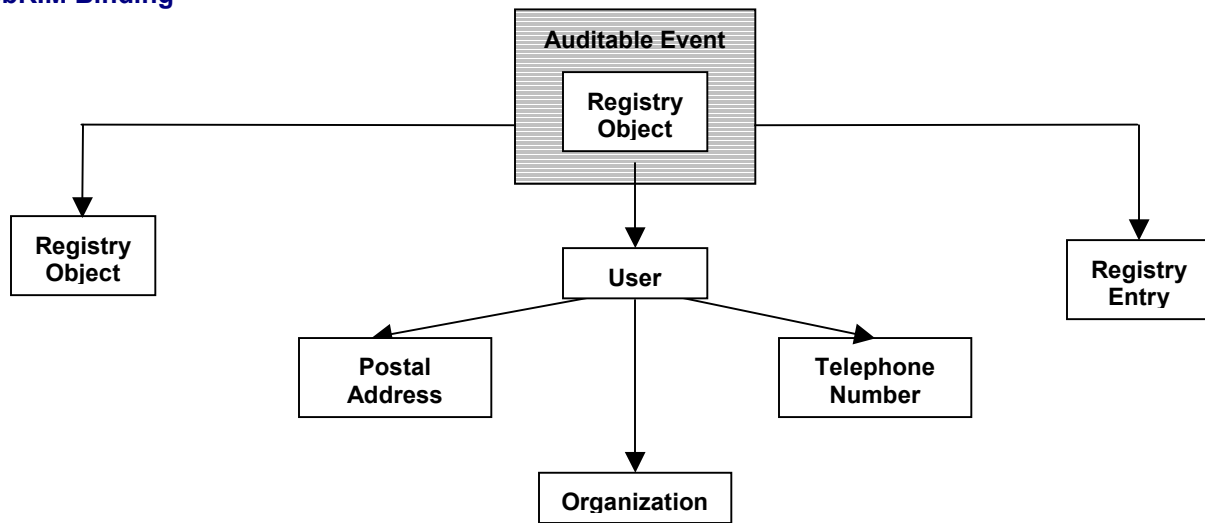 bRIM Binding
Auditable Event
Registry
Object
Registry
Object
User
Registry
Entry
Postal
Address
Telephone
Number
Organization